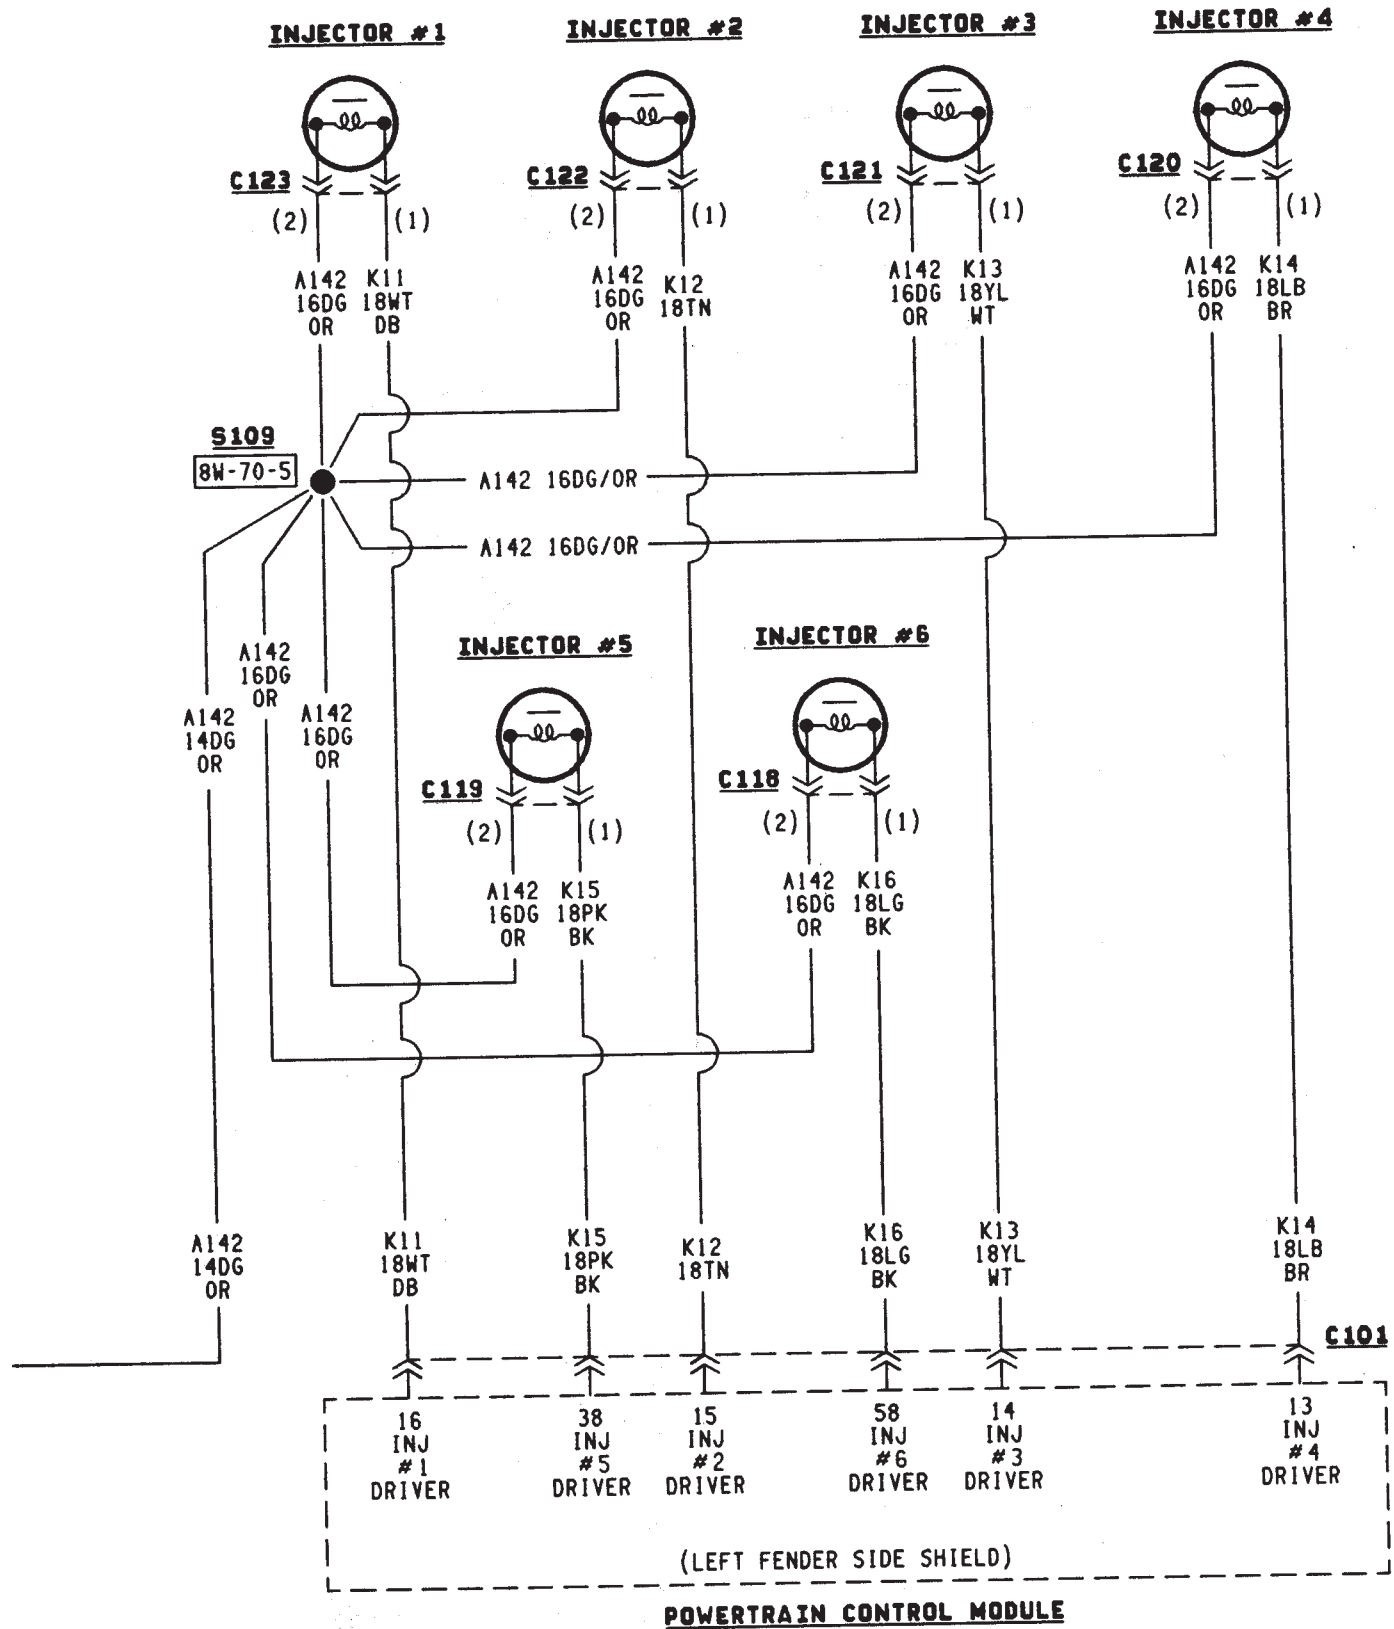 INJECTOR #1
INJECTOR #2
INJECTOR #3
INJECTOR #4
C123
C122
C121
C120
(2)
(1)
(2)
(1)
(2)
(1)
(2)
(1)
A142
16DG
OR
K11
18WT
DB
A142
16DG
OR
K12
18TN
A142
16DG
OR
K13
18YL
WT
A142
16DG
OR
K14
18LB
BR
S109
8W-70-5
A142 16DG/OR
A142 16DG/OR
INJECTOR #5
INJECTOR #6
A142
14DG
OR
A142
16DG
OR
A142
16DG
OR
C119
C118
(2)
(1)
(2)
(1)
A142
16DG
OR
K15
18PK
BK
A142
16DG
OR
K16
18LG
BK
A142
14DG
OR
K11
18WT
DB
K15
18PK
BK
K12
18TN
K16
18LG
BK
K13
18YL
WT
K14
18LB
BR
C101
16
INJ
#1
DRIVER
38
INJ
#5
DRIVER
15
INJ
#2
DRIVER
58
INJ
#6
DRIVER
14
INJ
#3
DRIVER
13
INJ
#4
DRIVER
(LEFT FENDER SIDE SHIELD)
POWERTRAIN CONTROL MODULE